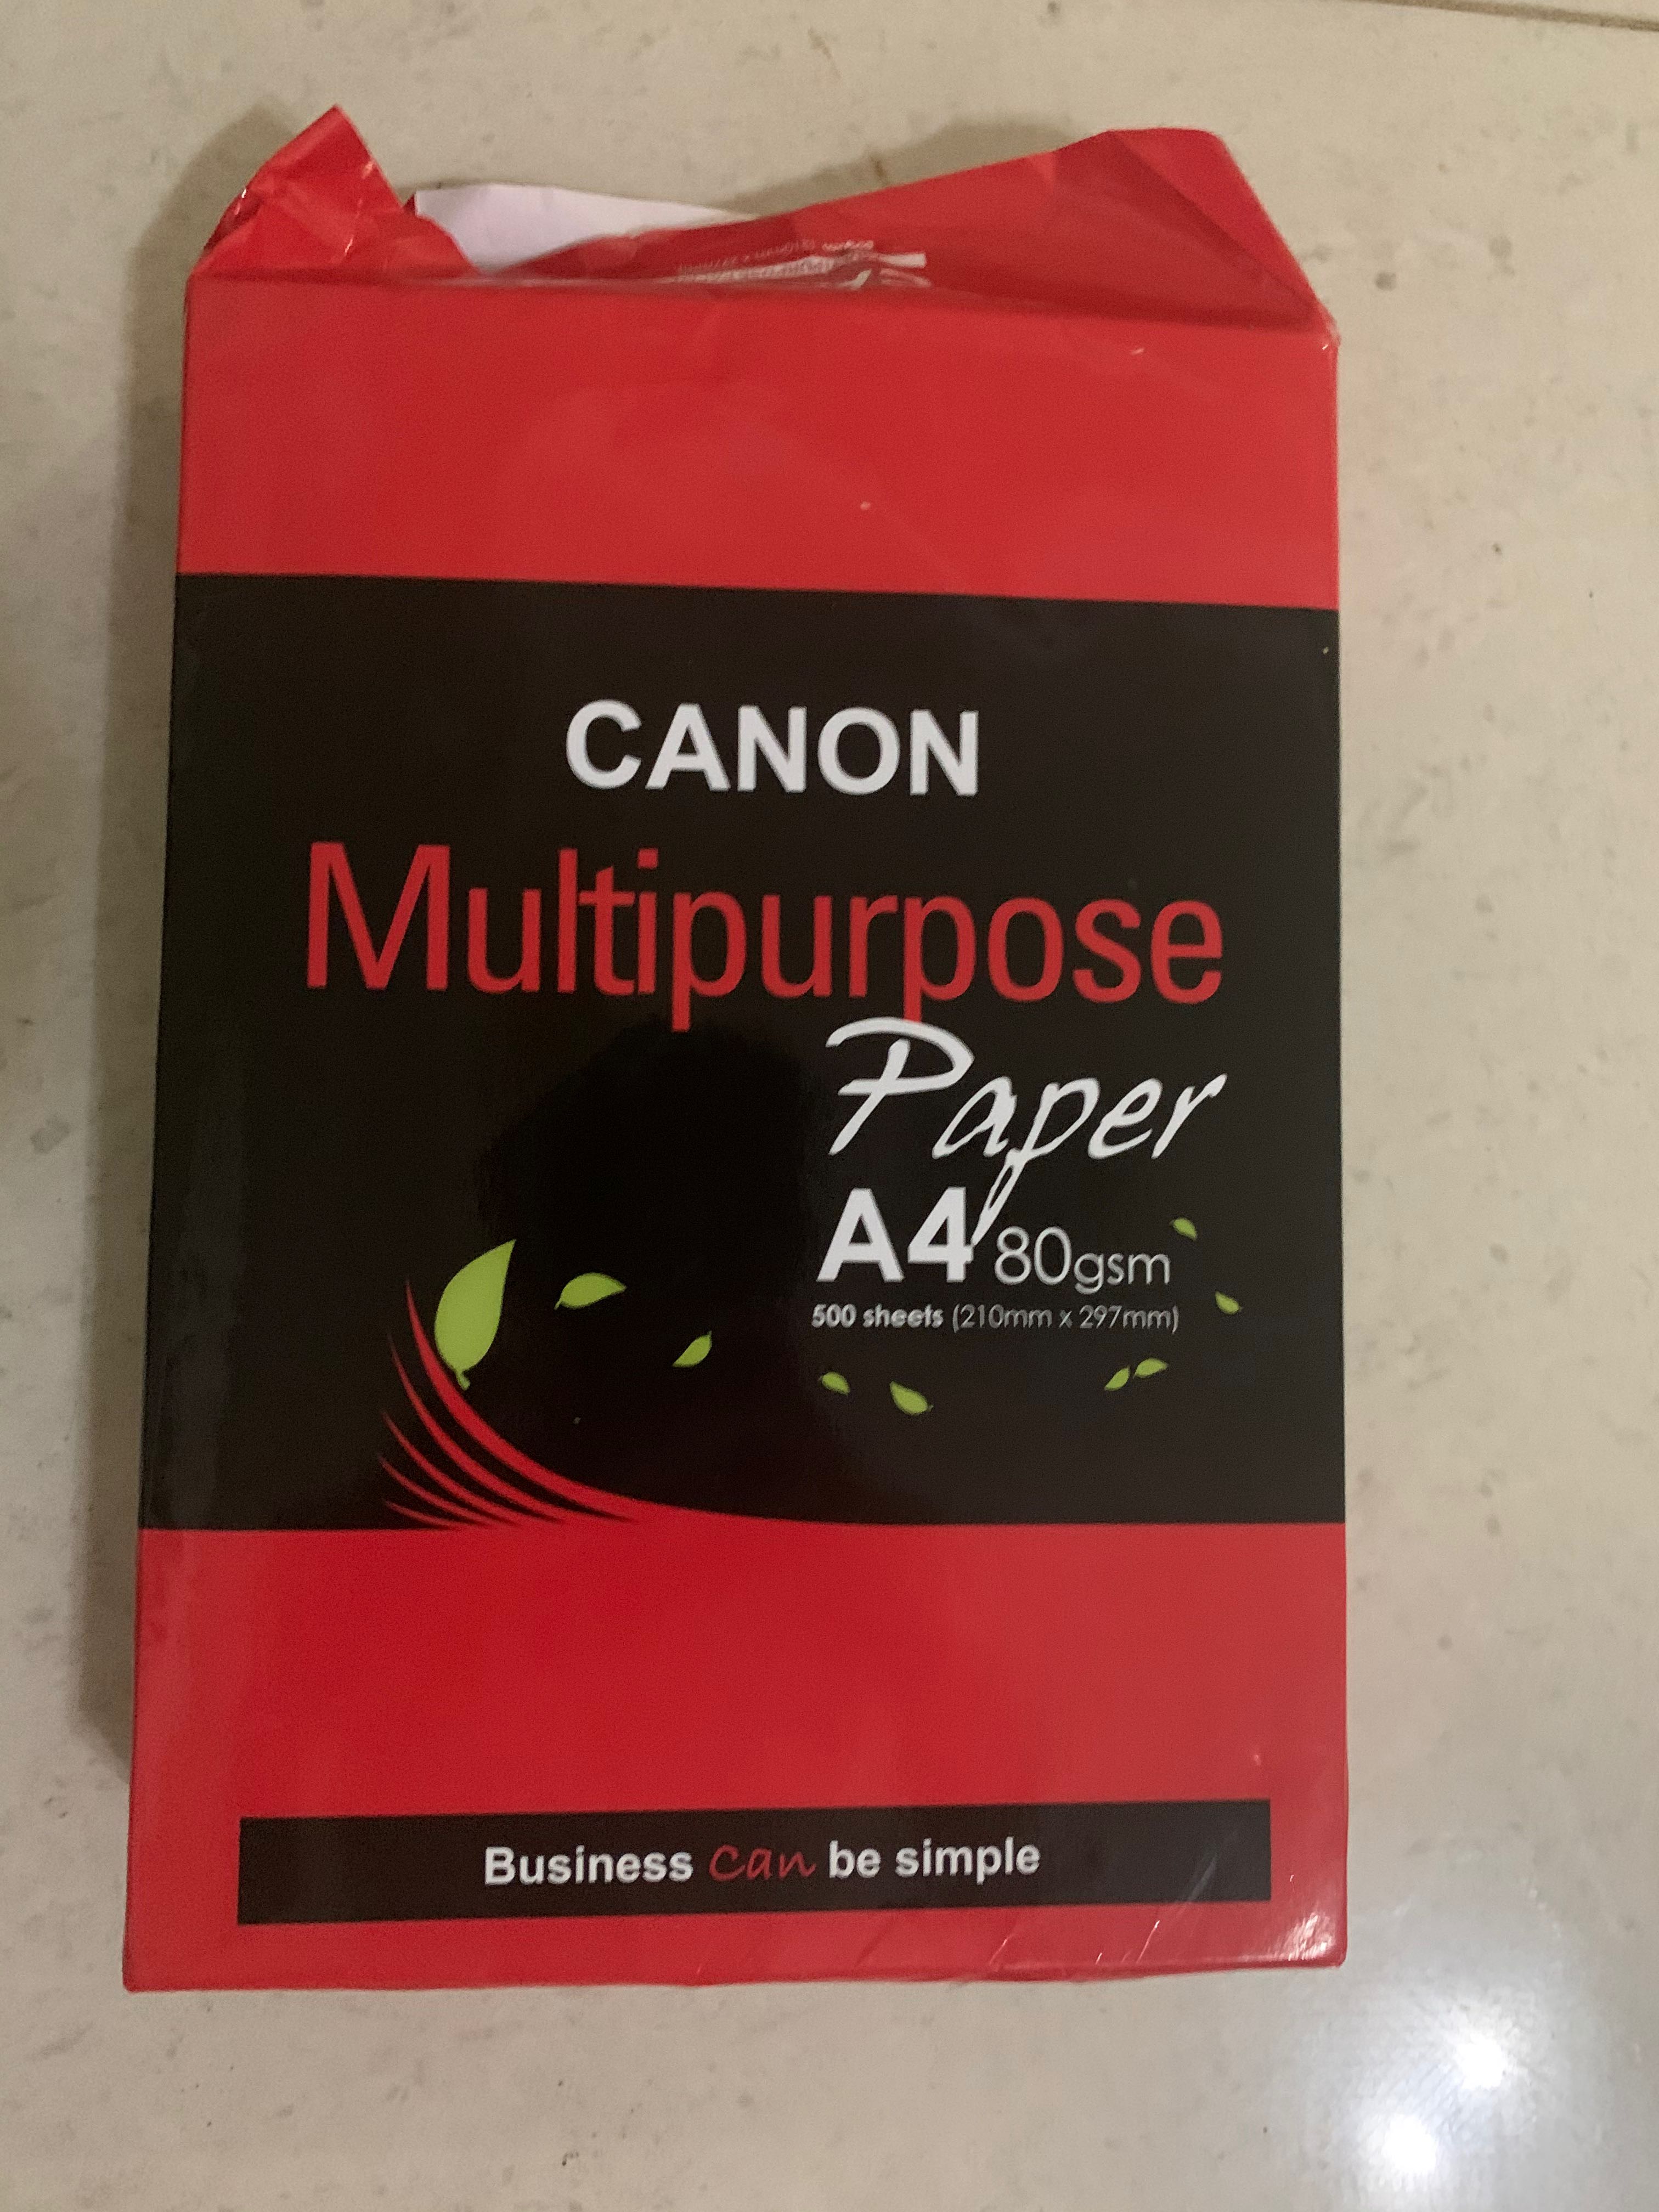 CANON
Multipurpose
Paper
A4 80gsm
500 sheets (210mm x 297mm)
Business can be simple